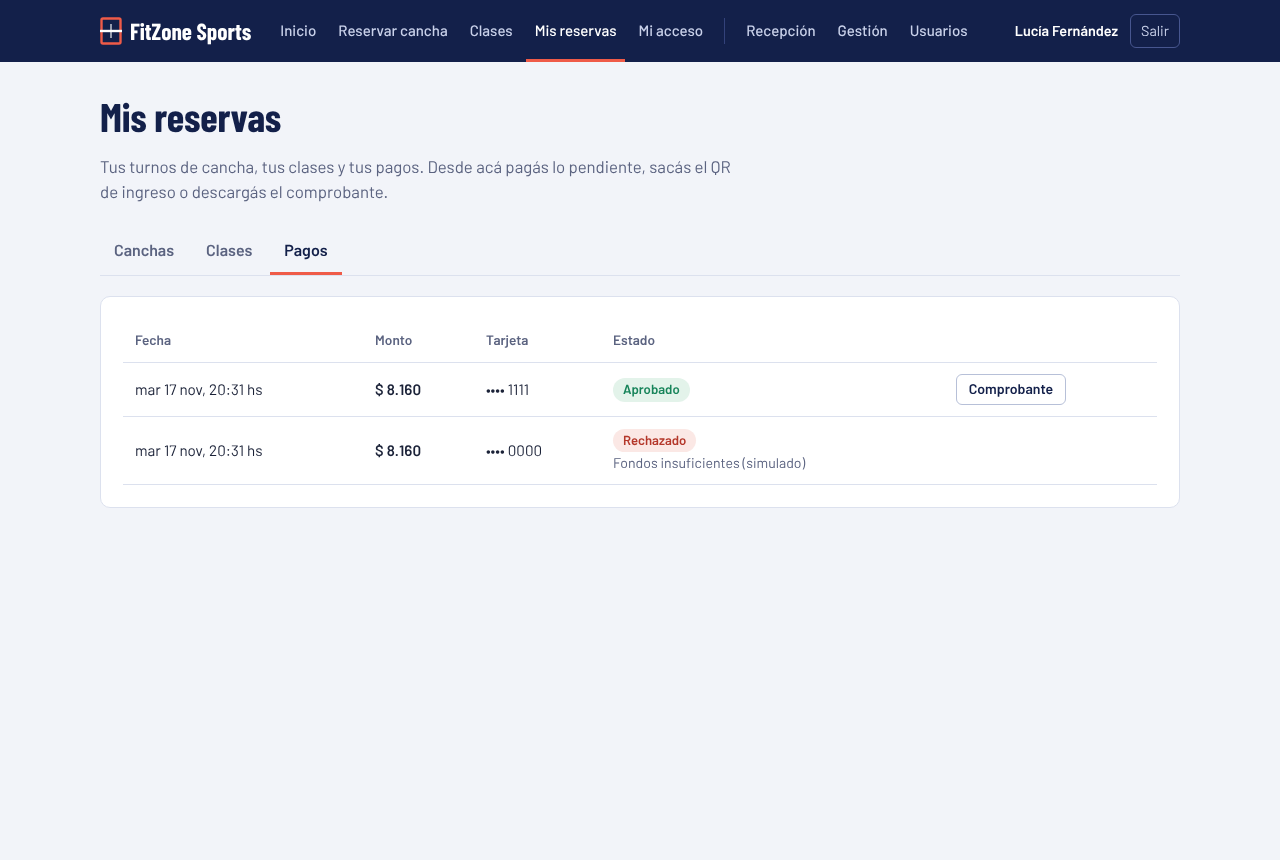 FitZone Sports Inicio Reservar cancha Clases Mis reservas Mi acceso Recepción Gestión Usuarios Lucía Fernández Salir
Mis reservas
Tus turnos de cancha, tus clases y tus pagos. Desde acá pagás lo pendiente, sacás el QR
de ingreso o descargás el comprobante.
Canchas Clases Pagos
Fecha Monto Tarjeta Estado
mar 17 nov, 20:31 hs $ 8.160 •••• 1111 Aprobado Comprobante
mar 17 nov, 20:31 hs $ 8.160 •••• 0000 Rechazado
Fondos insuficientes (simulado)